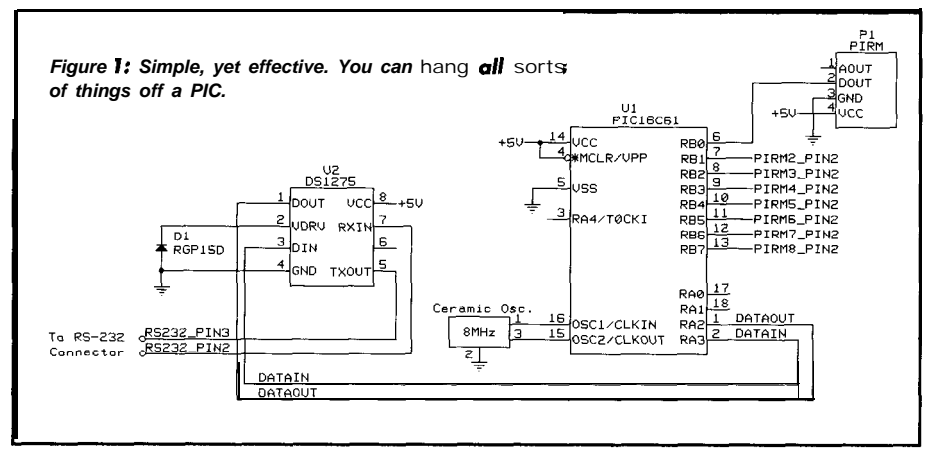 Figure 1: Simple, yet effective. You can hang all sorts
of things off a PIC.
P1
PIRM
1 AOUT
2 DOUT
3 GND
+5V 4 VCC
U1
PIC16C61
+5V 14 VCC
4 *MCLR/VPP
5 VSS
3 RA4/T0CKI
16 OSC1/CLKIN
15 OSC2/CLKOUT
RB0 6
RB1 7 PIRM2_PIN2
RB2 8 PIRM3_PIN2
RB3 9 PIRM4_PIN2
RB4 10 PIRM5_PIN2
RB5 11 PIRM6_PIN2
RB6 12 PIRM7_PIN2
RB7 13 PIRM8_PIN2
RA0 17
RA1 18
RA2 1 DATAOUT
RA3 2 DATAIN
U2
DS1275
1 DOUT VCC 8 +5V
2 VDRV RXIN 7
3 DIN 6
4 GND TXOUT 5
D1
RGP15D
Ceramic Osc.
8MHz
1
3
2
To RS-232 RS232_PIN3
Connector RS232_PIN2
DATAIN
DATAOUT